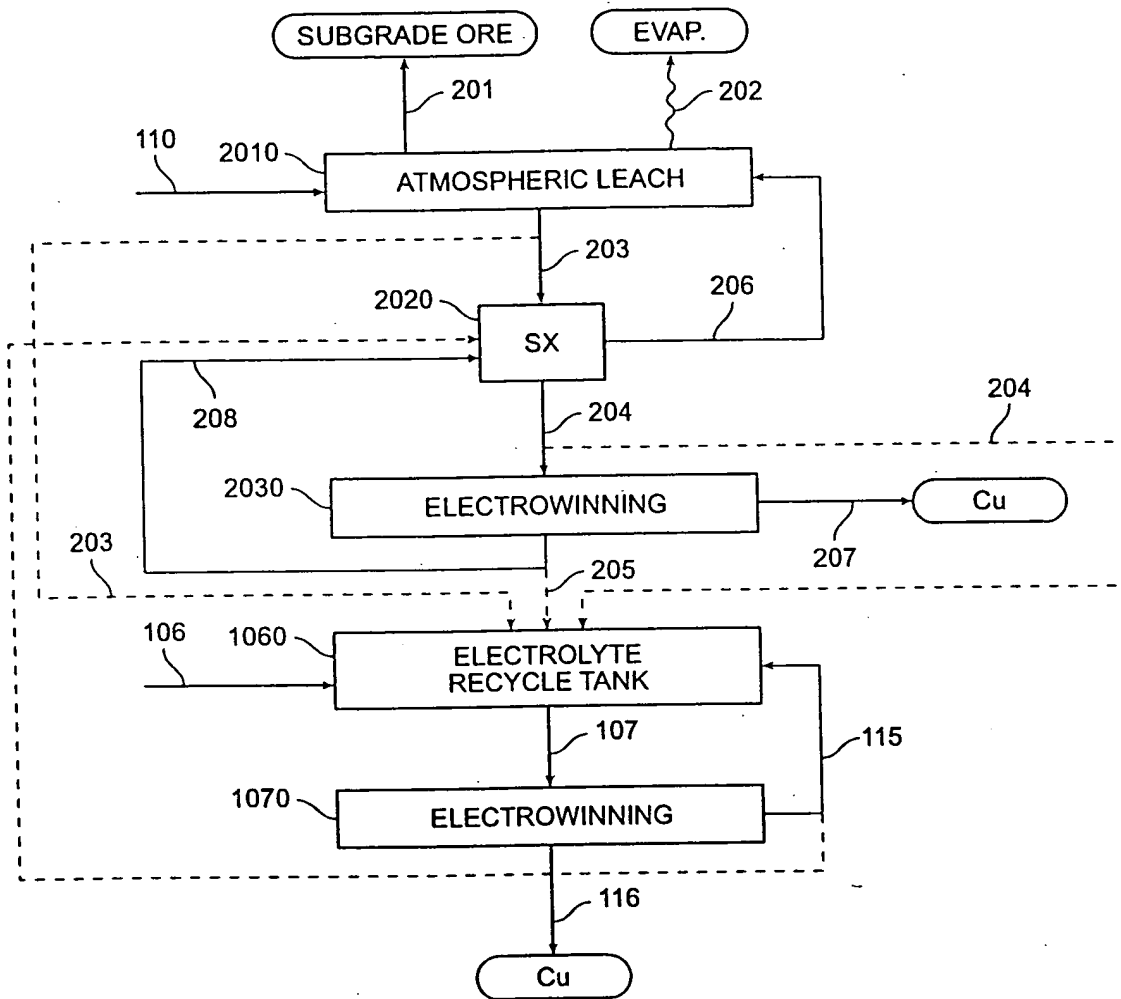 SUBGRADE ORE
EVAP.
201
202
110
2010
ATMOSPHERIC LEACH
203
2020
206
SX
208
204
204
2030
ELECTROWINNING
Cu
207
203
205
106
1060
ELECTROLYTE
RECYCLE TANK
107
115
1070
ELECTROWINNING
116
Cu